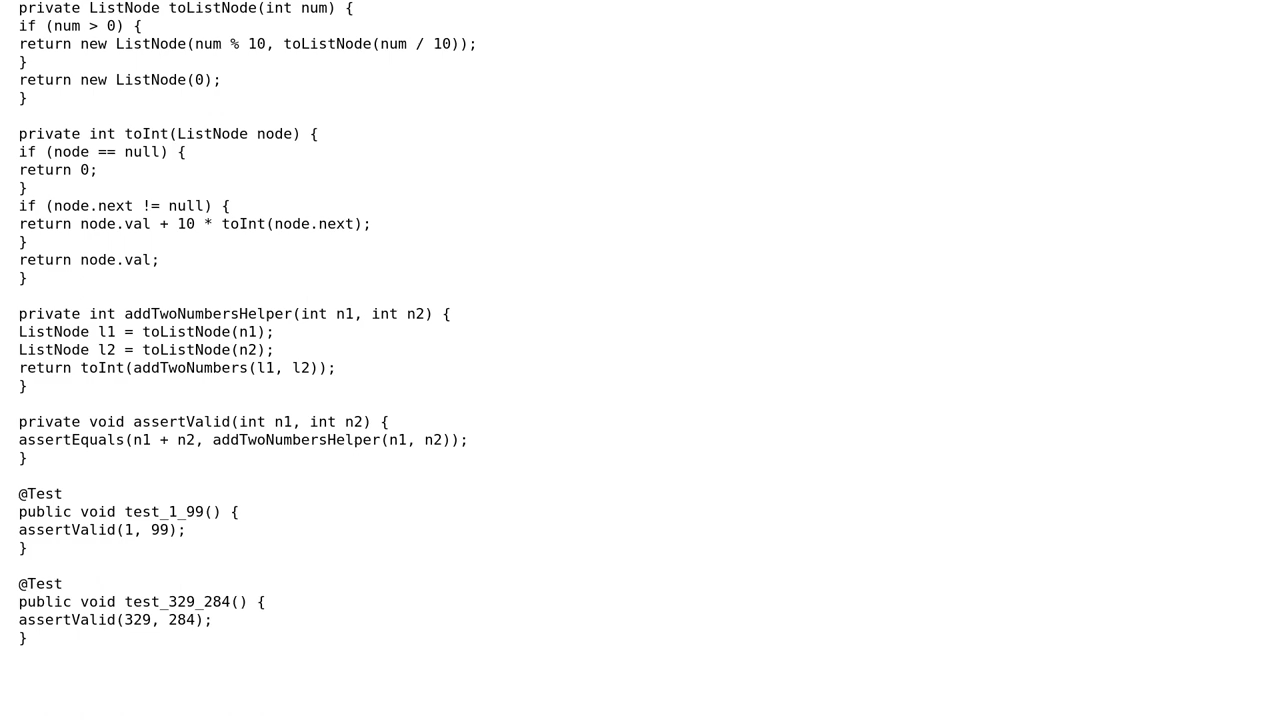 private ListNode toListNode(int num) {
if (num > 0) {
return new ListNode(num % 10, toListNode(num / 10));
}
return new ListNode(0);
}

private int toInt(ListNode node) {
if (node == null) {
return 0;
}
if (node.next != null) {
return node.val + 10 * toInt(node.next);
}
return node.val;
}

private int addTwoNumbersHelper(int n1, int n2) {
ListNode l1 = toListNode(n1);
ListNode l2 = toListNode(n2);
return toInt(addTwoNumbers(l1, l2));
}

private void assertValid(int n1, int n2) {
assertEquals(n1 + n2, addTwoNumbersHelper(n1, n2));
}

@Test
public void test_1_99() {
assertValid(1, 99);
}

@Test
public void test_329_284() {
assertValid(329, 284);
}